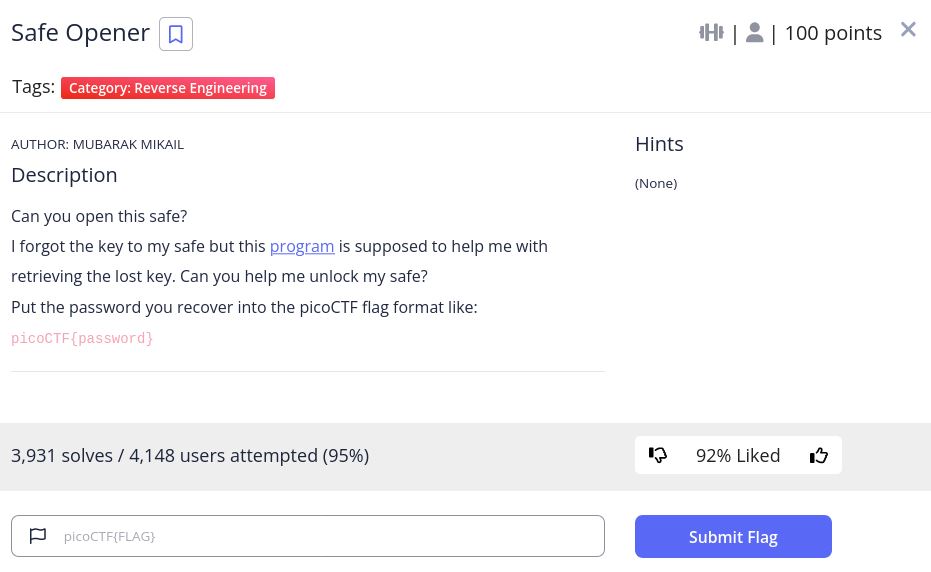 Safe Opener
| | 100 points
Tags: Category: Reverse Engineering
AUTHOR: MUBARAK MIKAIL
Description
Can you open this safe?
I forgot the key to my safe but this program is supposed to help me with
retrieving the lost key. Can you help me unlock my safe?
Put the password you recover into the picoCTF flag format like:
picoCTF{password}
Hints
(None)
3,931 solves / 4,148 users attempted (95%)
92% Liked
picoCTF{FLAG}
Submit Flag